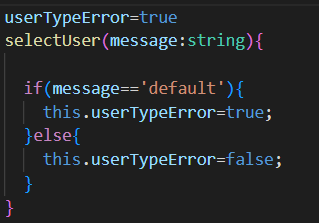 userTypeError=true
selectUser(message:string){

  if(message=='default'){
    this.userTypeError=true;
  }else{
    this.userTypeError=false;
  }
}